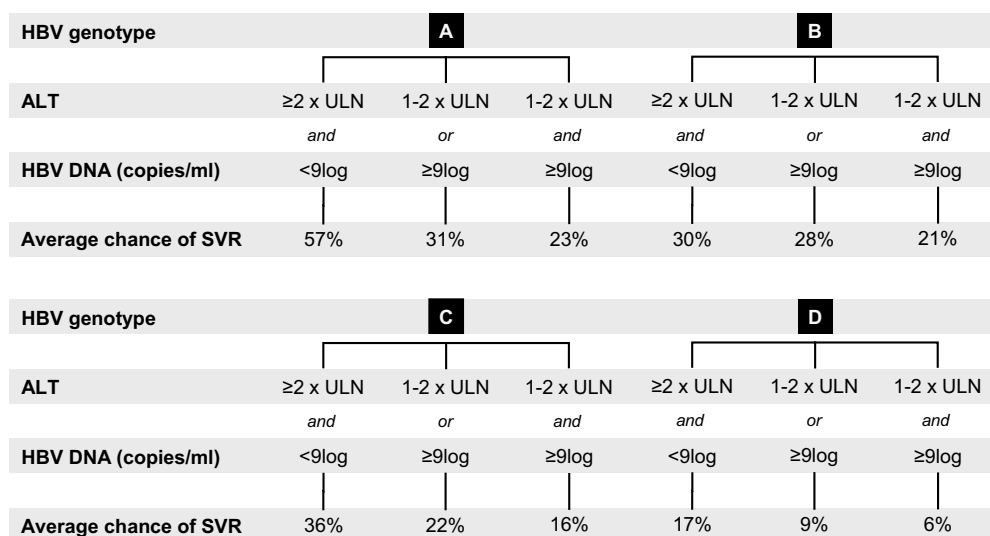 HBV genotype A B
ALT ≥2 x ULN 1-2 x ULN 1-2 x ULN ≥2 x ULN 1-2 x ULN 1-2 x ULN
and or and and or and
HBV DNA (copies/ml) <9log ≥9log ≥9log <9log ≥9log ≥9log
Average chance of SVR 57% 31% 23% 30% 28% 21%
HBV genotype C D
ALT ≥2 x ULN 1-2 x ULN 1-2 x ULN ≥2 x ULN 1-2 x ULN 1-2 x ULN
and or and and or and
HBV DNA (copies/ml) <9log ≥9log ≥9log <9log ≥9log ≥9log
Average chance of SVR 36% 22% 16% 17% 9% 6%